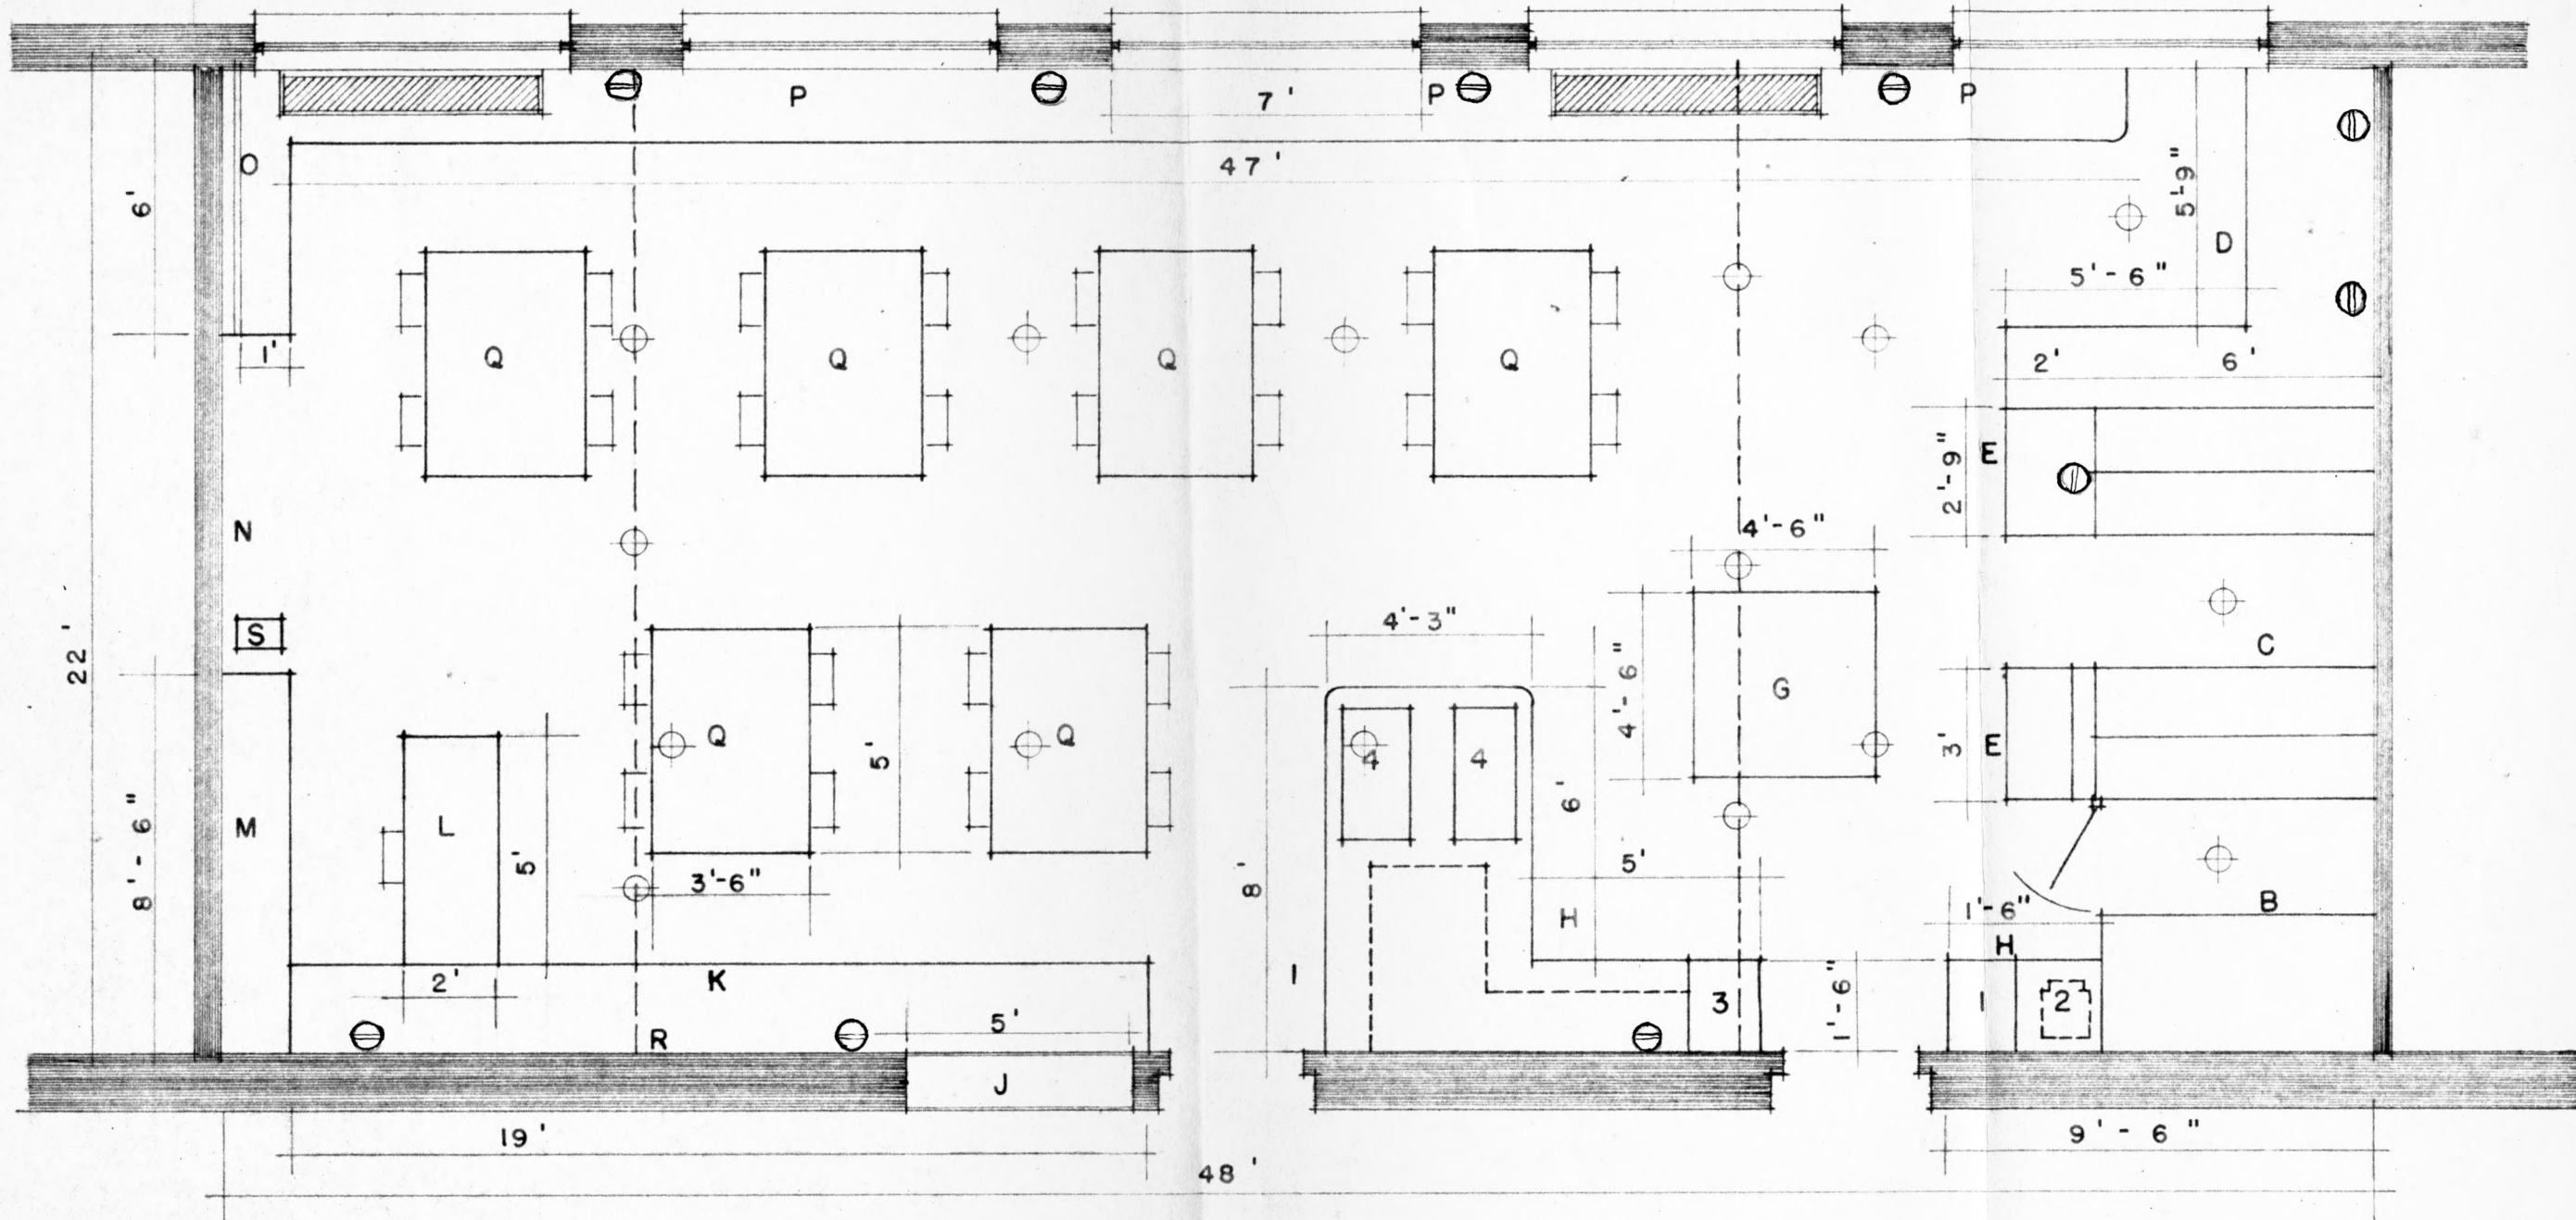 P
7'
P
P
O
47'
6'
5'-9"
D
5'-6"
1'
Q
Q
Q
Q
2'
6'
E
2'-9"
N
4'-6"
S
4'-3"
22'
C
4'-6"
G
Q
Q
5'
4
4
E
3'
M
L
8'-6"
5'
6'
3'-6"
8'
5'
H
B
1'-6"
H
2'
K
I
3
1'-6"
1
2
5'
R
J
19'
9'-6"
48'